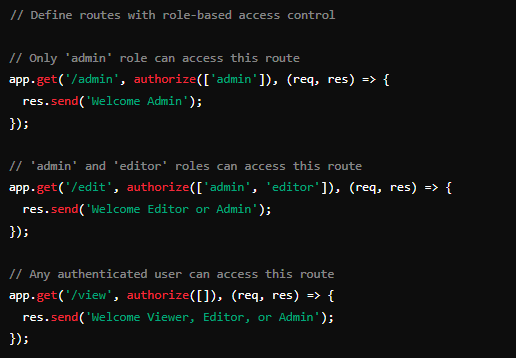 // Define routes with role-based access control
// Only 'admin' role can access this route
app.get('/admin', authorize(['admin']), (req, res) => {
  res.send('Welcome Admin');
});
// 'admin' and 'editor' roles can access this route
app.get('/edit', authorize(['admin', 'editor']), (req, res) => {
  res.send('Welcome Editor or Admin');
});
// Any authenticated user can access this route
app.get('/view', authorize([]), (req, res) => {
  res.send('Welcome Viewer, Editor, or Admin');
});